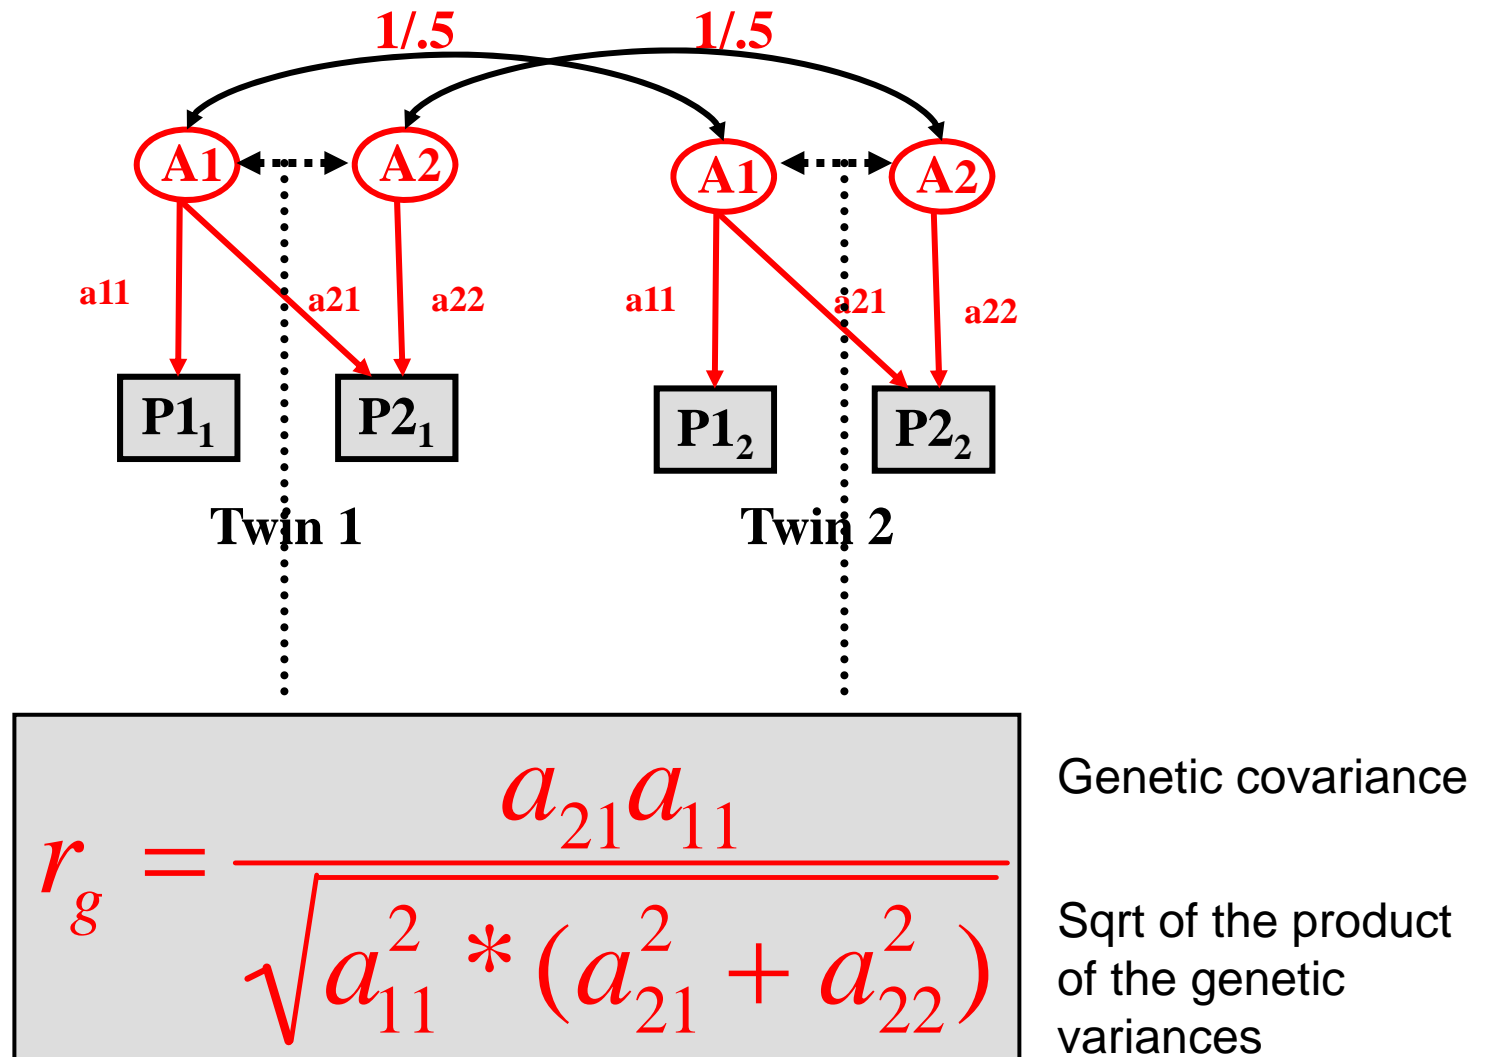 1/.5 1/.5
A1 A2 A1 A2
a11 a21 a22 a11 a21 a22
P1₁ P2₁ P1₂ P2₂
Twin 1 Twin 2
r_g = a₂₁a₁₁ / √(a²₁₁ * (a²₂₁ + a²₂₂))
Genetic covariance
Sqrt of the product
of the genetic
variances